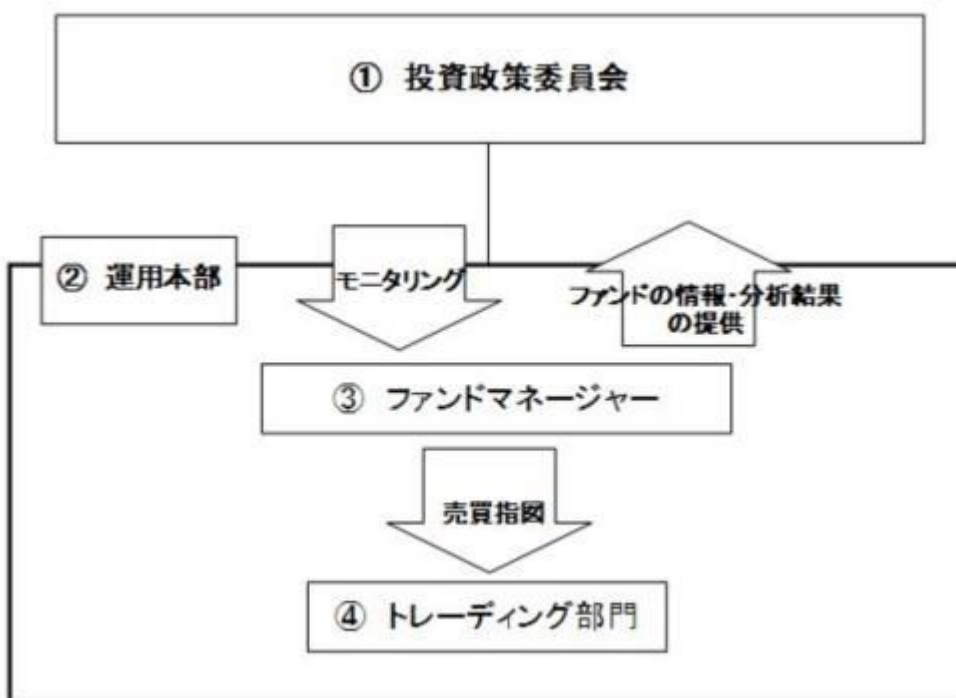 ① 投資政策委員会
② 運用本部
モニタリング
ファンドの情報・分析結果
の提供
③ ファンドマネージャー
売買指図
④ トレーディング部門